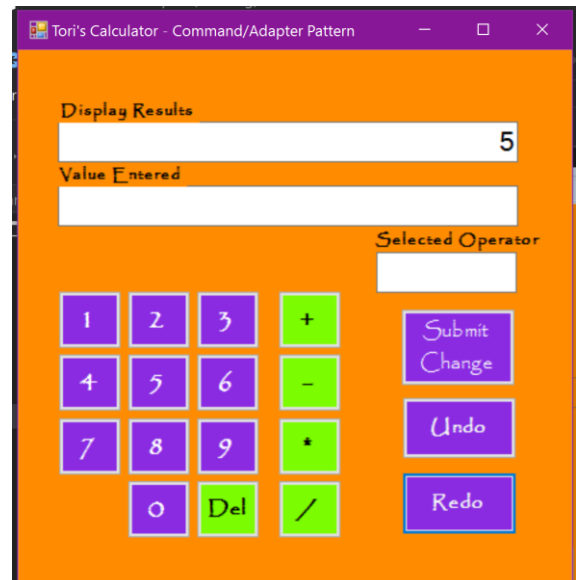 Tori's Calculator - Command/Adapter Pattern
Display Results
5
Value Entered
Selected Operator
1 2 3 +
Submit
Change
4 5 6 -
Undo
7 8 9 *
Redo
0 Del /